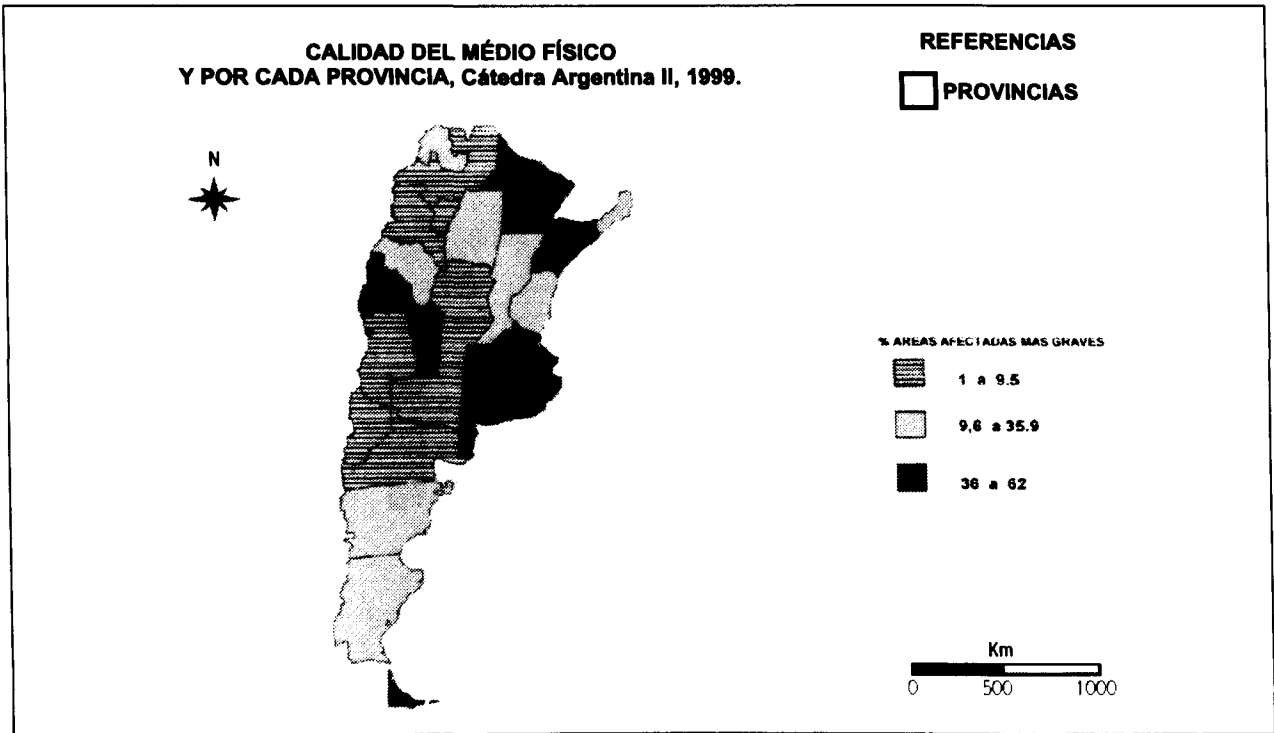 CALIDAD DEL MÉDIO FÍSICO
Y POR CADA PROVINCIA, Cátedra Argentina II, 1999.
REFERENCIAS
PROVINCIAS
N
% AREAS AFECTADAS MAS GRAVES
1 a 9.5
9,6 a 35.9
36 a 62
Km
0 500 1000